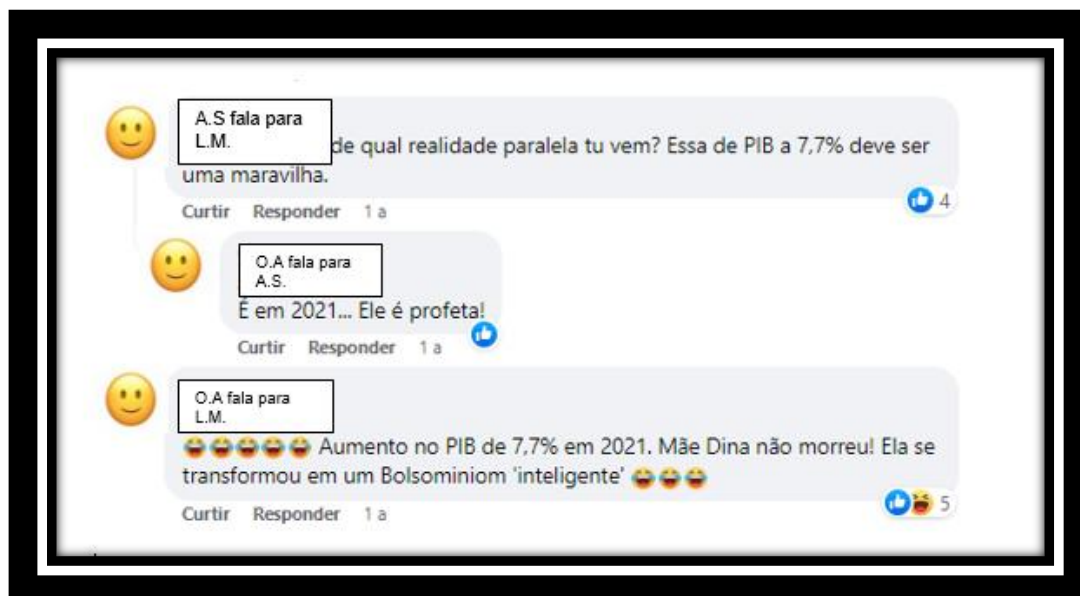 A.S fala para
L.M.
de qual realidade paralela tu vem? Essa de PIB a 7,7% deve ser
uma maravilha.
Curtir Responder 1 a
4
O.A fala para
A.S.
É em 2021... Ele é profeta!
Curtir Responder 1 a
O.A fala para
L.M.
😂😂😂😂😂 Aumento no PIB de 7,7% em 2021. Mãe Dina não morreu! Ela se
transformou em um Bolsominiom 'inteligente' 😂😂😂
Curtir Responder 1 a
5